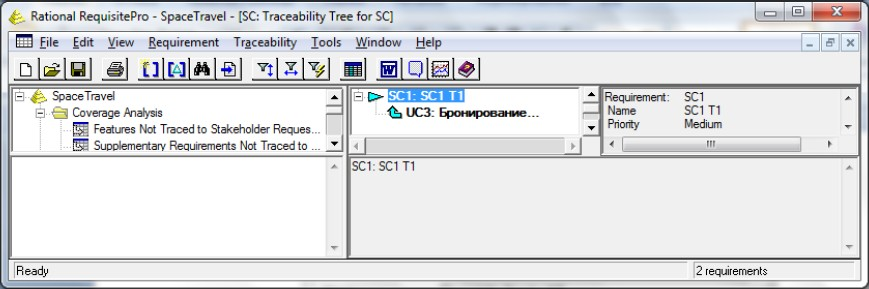 Rational RequisitePro - SpaceTravel - [SC: Traceability Tree for SC]
File Edit View Requirement Traceability Tools Window Help
SpaceTravel
Coverage Analysis
Features Not Traced to Stakeholder Reques...
Supplementary Requirements Not Traced to ...
SC1: SC1 T1
UC3: Бронирование...
Requirement: SC1
Name SC1 T1
Priority Medium
SC1: SC1 T1
Ready
2 requirements